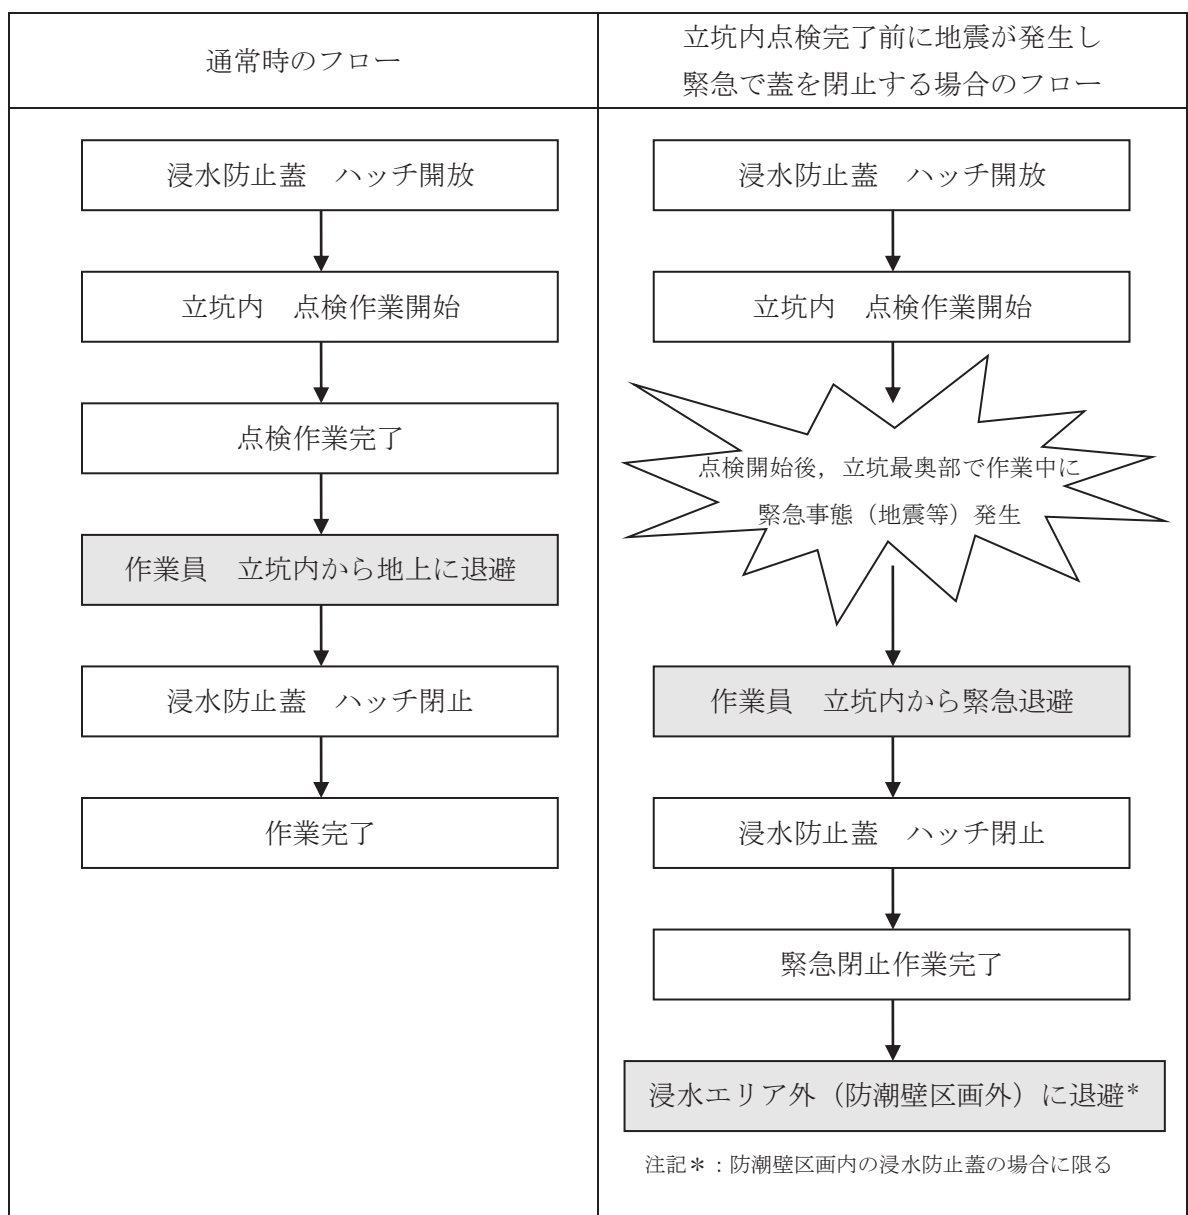 通常時のフロー
立坑内点検完了前に地震が発生し
緊急で蓋を閉止する場合のフロー
浸水防止蓋　ハッチ開放
立坑内　点検作業開始
点検作業完了
作業員　立坑内から地上に退避
浸水防止蓋　ハッチ閉止
作業完了
浸水防止蓋　ハッチ開放
立坑内　点検作業開始
点検開始後，立坑最奥部で作業中に
緊急事態（地震等）発生
作業員　立坑内から緊急退避
浸水防止蓋　ハッチ閉止
緊急閉止作業完了
浸水エリア外（防潮壁区画外）に退避*
注記＊：防潮壁区画内の浸水防止蓋の場合に限る